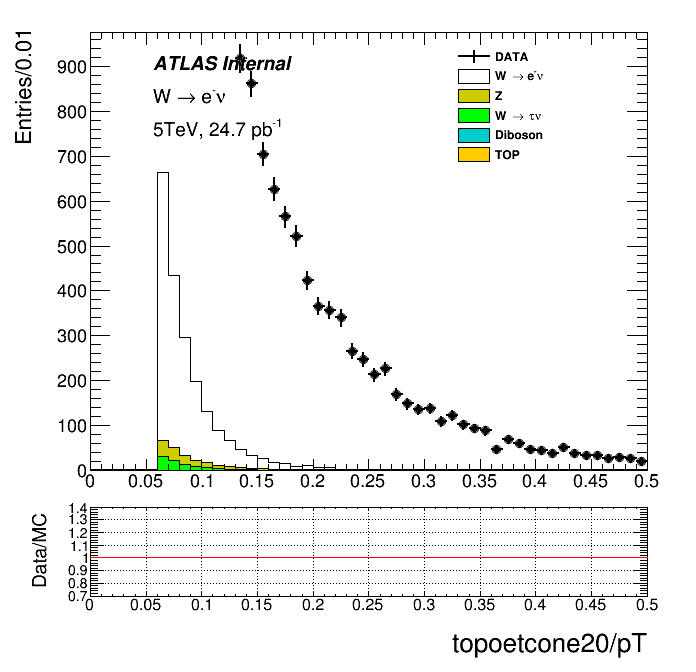 Entries/0.01
900
800
700
600
500
400
300
200
100
0
ATLAS Internal
W → e⁻ν
5TeV, 24.7 pb⁻¹
DATA
W → e⁻ν
Z
W → τν
Diboson
TOP
0 0.05 0.1 0.15 0.2 0.25 0.3 0.35 0.4 0.45 0.5
Data/MC
1.4
1.3
1.2
1.1
1
0.9
0.8
0.7
0 0.05 0.1 0.15 0.2 0.25 0.3 0.35 0.4 0.45 0.5
topoetcone20/pT